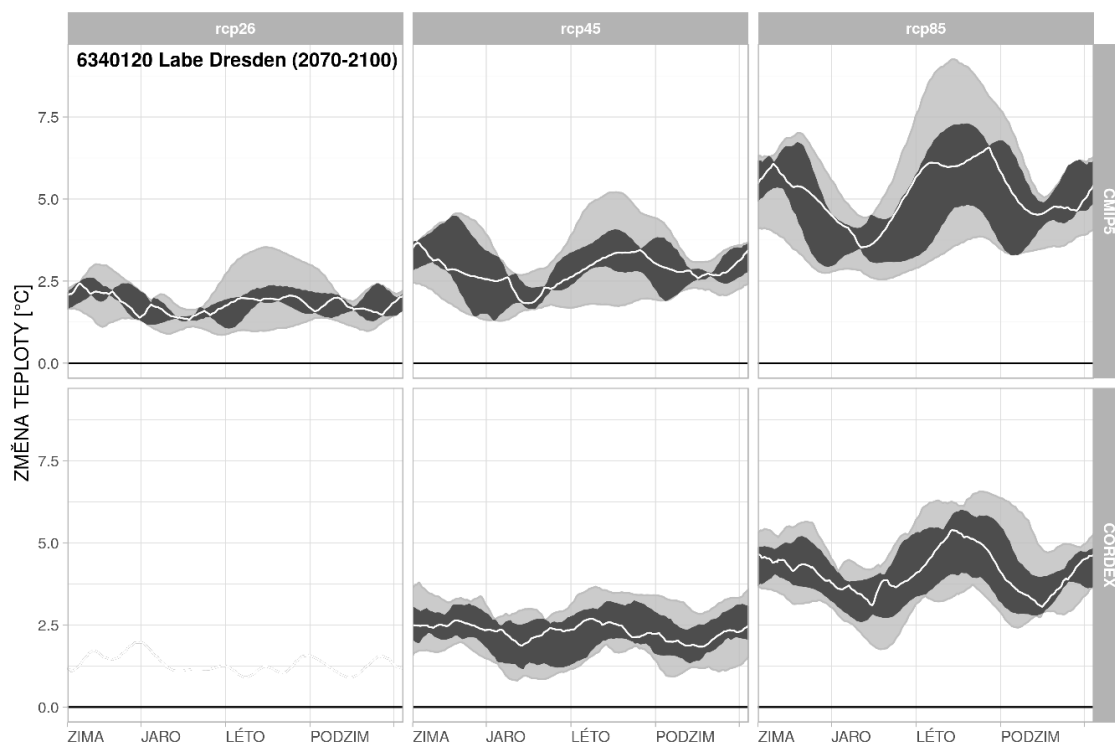 rcp26 rcp45 rcp85
6340120 Labe Dresden (2070-2100)
ZMĚNA TEPLOTY [°C]
7.5
5.0
2.5
0.0
CMIP5
7.5
5.0
2.5
0.0
CORDEX
ZIMA JARO LÉTO PODZIM ZIMA JARO LÉTO PODZIM ZIMA JARO LÉTO PODZIM